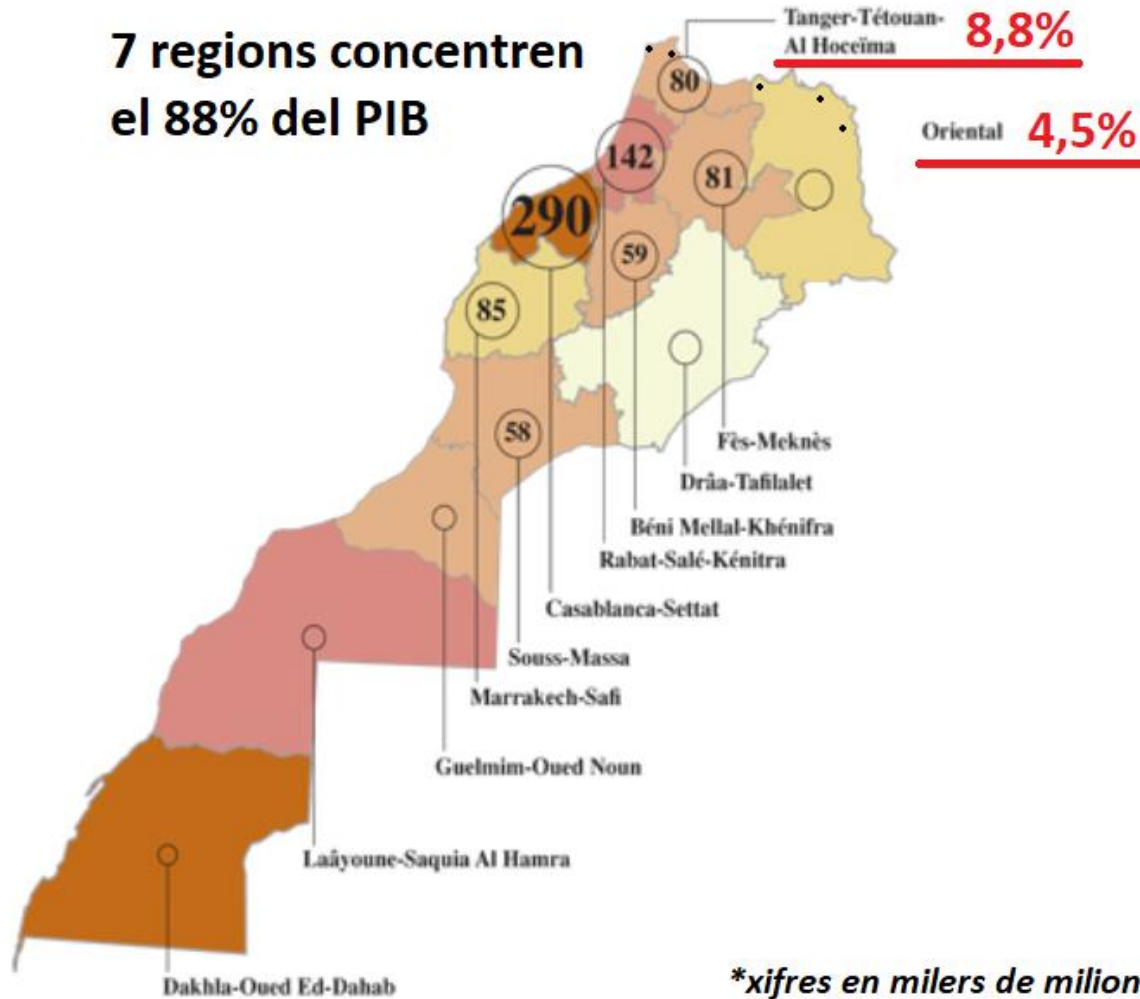 7 regions concentren
el 88% del PIB
Tanger-Tétouan-
Al Hoceïma
8,8%
Oriental
4,5%
80
142
81
290
59
85
58
Fès-Meknès
Drâa-Tafilalet
Béni Mellal-Khénifra
Rabat-Salé-Kénitra
Casablanca-Settat
Souss-Massa
Marrakech-Safi
Guelmim-Oued Noun
Laâyoune-Saquia Al Hamra
Dakhla-Oued Ed-Dahab
*xifres en milers de milion